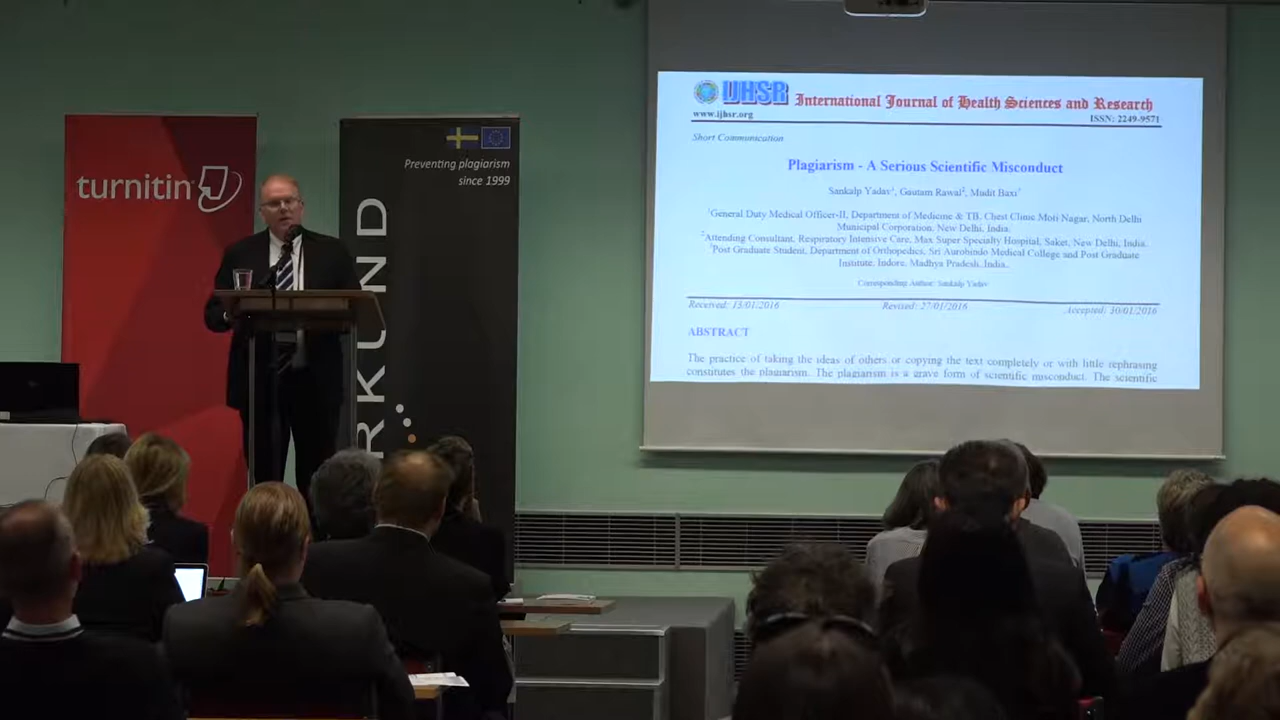 turnitin
Preventing plagiarism
since 1999
RKUND
IJHSR International Journal of Health Sciences and Research
www.ijhsr.org ISSN: 2249-9571
Short Communication
Plagiarism - A Serious Scientific Misconduct
Sankalp Yadav¹, Gautam Rawal², Mudit Baxi³
¹General Duty Medical Officer-II, Department of Medicine & TB, Chest Clinic Moti Nagar, North Delhi
Municipal Corporation, New Delhi, India.
²Attending Consultant, Respiratory Intensive Care, Max Super Specialty Hospital, Saket, New Delhi, India.
³Post Graduate Student, Department of Orthopedics, Sri Aurobindo Medical College and Post Graduate
Institute, Indore, Madhya Pradesh, India.
Corresponding Author: Sankalp Yadav
Received: 13/01/2016 Revised: 27/01/2016 Accepted: 30/01/2016
ABSTRACT
The practice of taking the ideas of others or copying the text completely or with little rephrasing
constitutes the plagiarism. The plagiarism is a grave form of scientific misconduct. The scientific